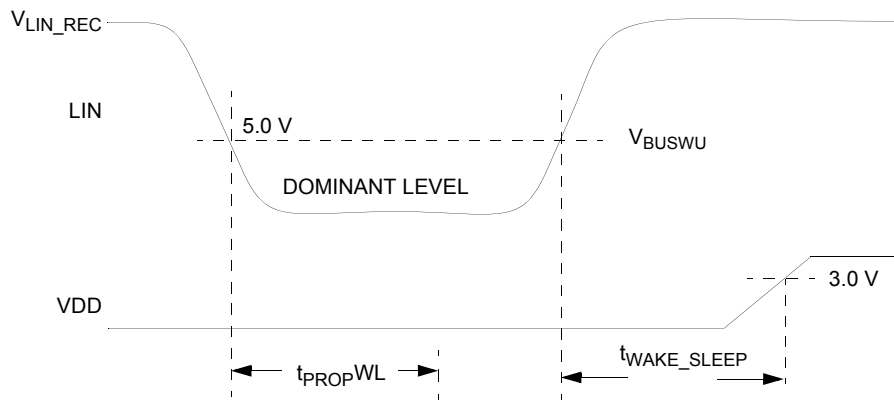 VLIN_REC
LIN
5.0 V
VBUSWU
DOMINANT LEVEL
3.0 V
VDD
tPROPWL
tWAKE_SLEEP